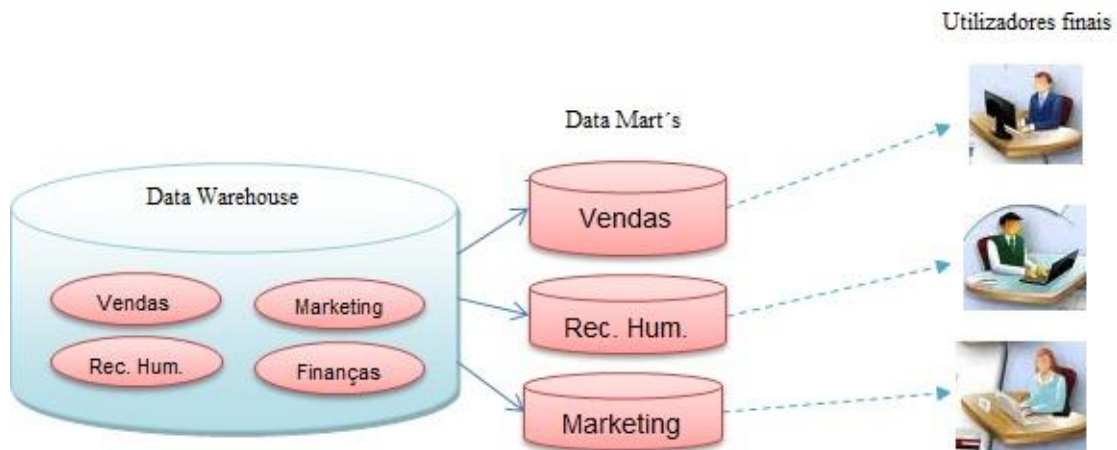 Utilizadores finais
Data Mart´s
Data Warehouse
Vendas
Marketing
Rec. Hum.
Finanças
Vendas
Rec. Hum.
Marketing